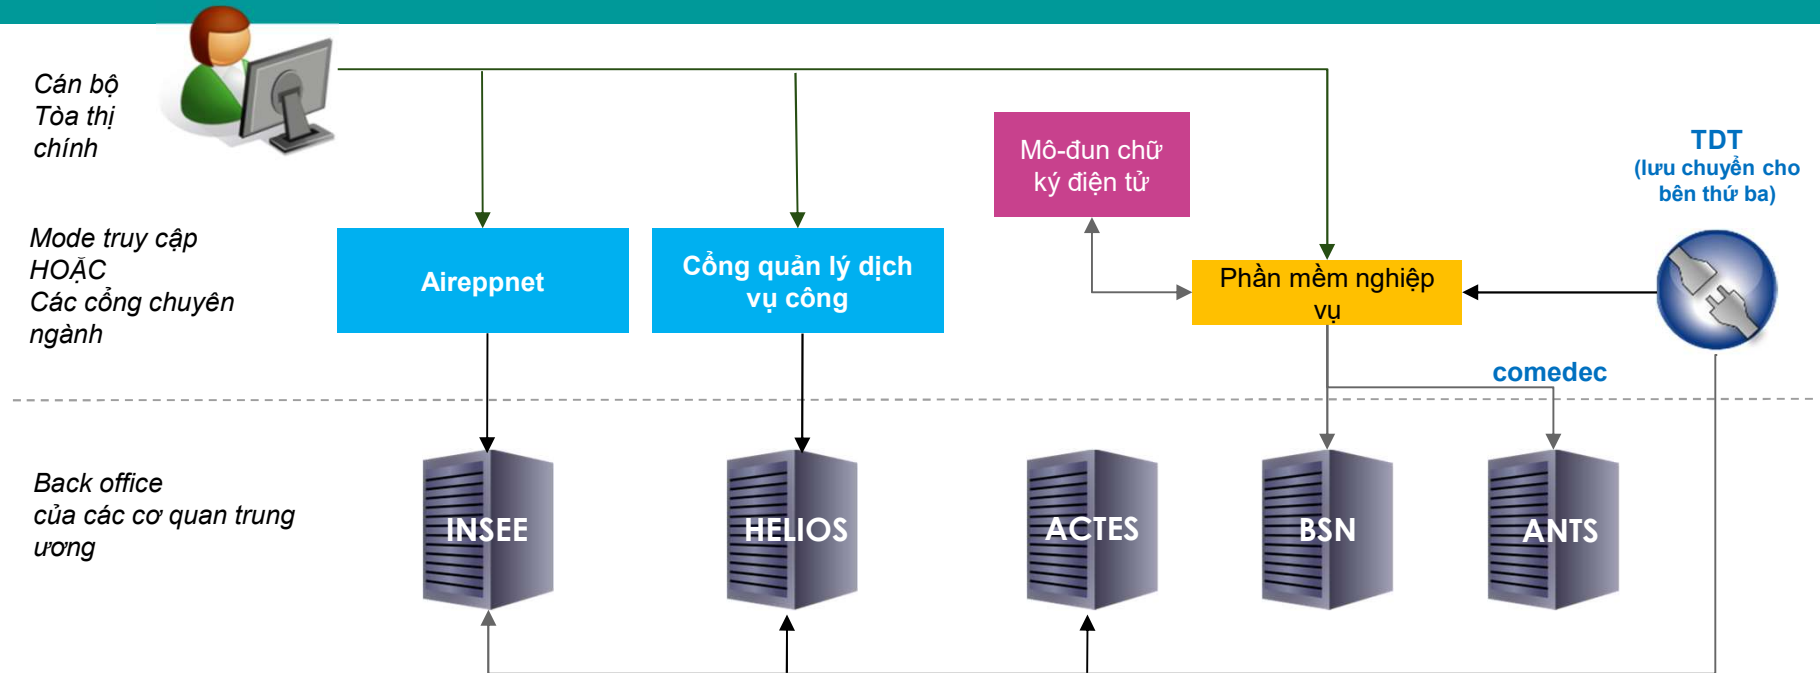 Cán bộ
Tòa thị
chính
Mô-đun chữ
ký điện tử
TDT
(lưu chuyển cho
bên thứ ba)
Mode truy cập
HOẶC
Các cổng chuyên
ngành
Aireppnet
Cổng quản lý dịch
vụ công
Phần mềm nghiệp
vụ
comedec
Back office
của các cơ quan trung
ương
INSEE
HELIOS
ACTES
BSN
ANTS